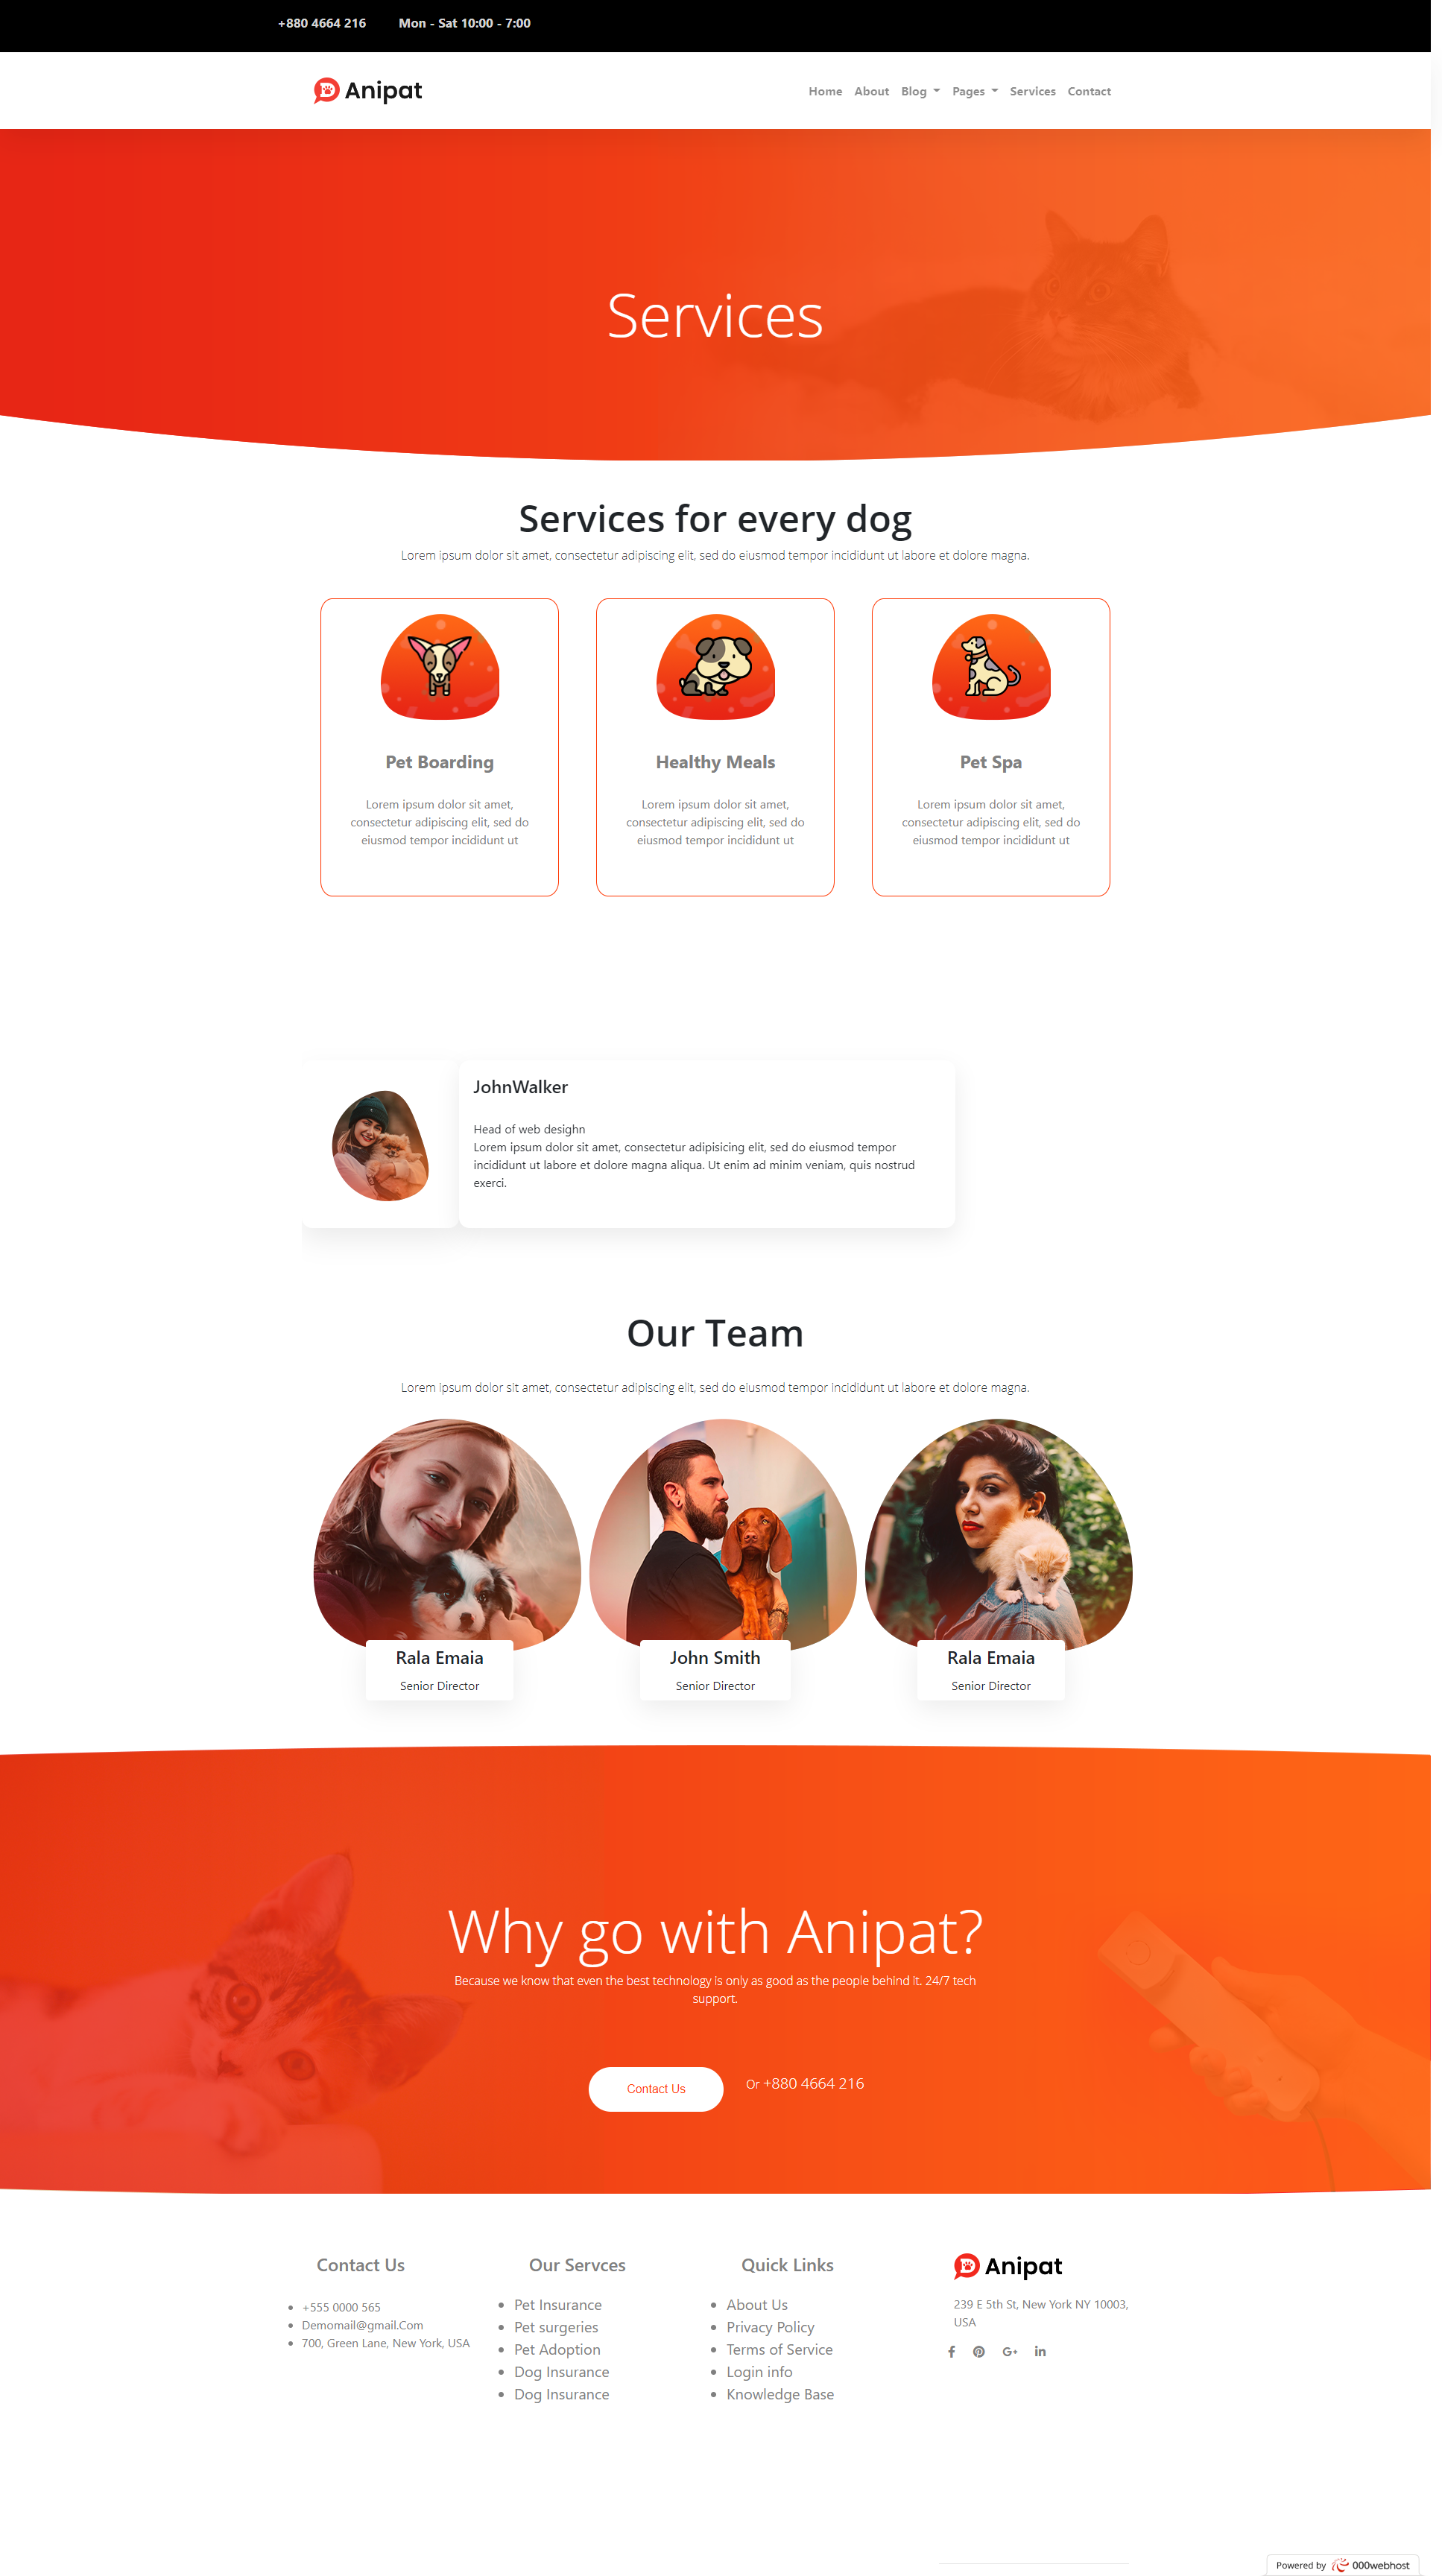 +880 4664 216 Mon - Sat 10:00 - 7:00
Anipat
Home About Blog Pages Services Contact
Services
Services for every dog
Lorem ipsum dolor sit amet, consectetur adipiscing elit, sed do eiusmod tempor incididunt ut labore et dolore magna.
Pet Boarding
Lorem ipsum dolor sit amet,
consectetur adipiscing elit, sed do
eiusmod tempor incididunt ut
Healthy Meals
Lorem ipsum dolor sit amet,
consectetur adipiscing elit, sed do
eiusmod tempor incididunt ut
Pet Spa
Lorem ipsum dolor sit amet,
consectetur adipiscing elit, sed do
eiusmod tempor incididunt ut
JohnWalker
Head of web desighn
Lorem ipsum dolor sit amet, consectetur adipisicing elit, sed do eiusmod tempor
incididunt ut labore et dolore magna aliqua. Ut enim ad minim veniam, quis nostrud
exerci.
Our Team
Lorem ipsum dolor sit amet, consectetur adipiscing elit, sed do eiusmod tempor incididunt ut labore et dolore magna.
Rala Emaia
Senior Director
John Smith
Senior Director
Rala Emaia
Senior Director
Why go with Anipat?
Because we know that even the best technology is only as good as the people behind it. 24/7 tech
support.
Contact Us
Or +880 4664 216
Contact Us
+555 0000 565
Demomail@gmail.Com
700, Green Lane, New York, USA
Our Servces
Pet Insurance
Pet surgeries
Pet Adoption
Dog Insurance
Dog Insurance
Quick Links
About Us
Privacy Policy
Terms of Service
Login info
Knowledge Base
Anipat
239 E 5th St, New York NY 10003,
USA
Powered by 000webhost